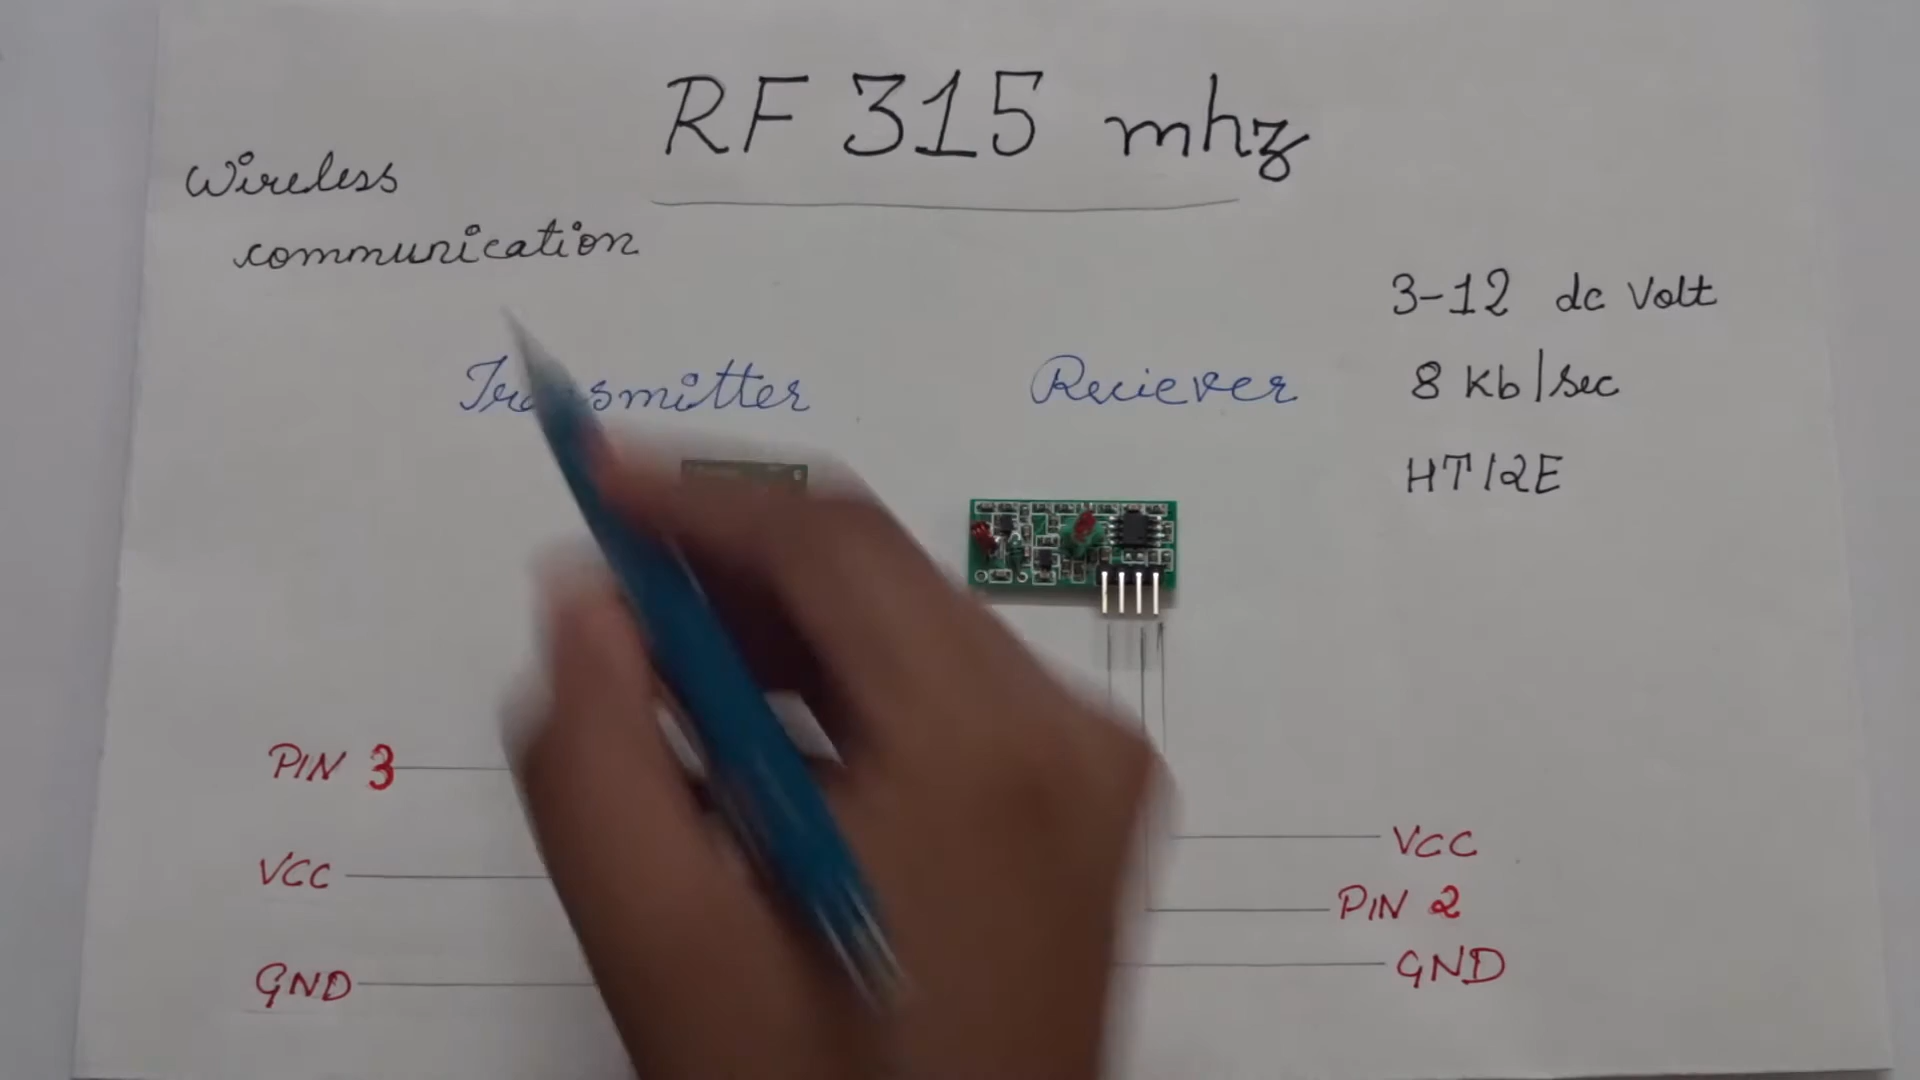 RF 315 mhz
Wireless
communication
3-12 dc Volt
Transmitter
Reciever
8 Kb/sec
HT12E
PIN 3
VCC
GND
VCC
PIN 2
GND